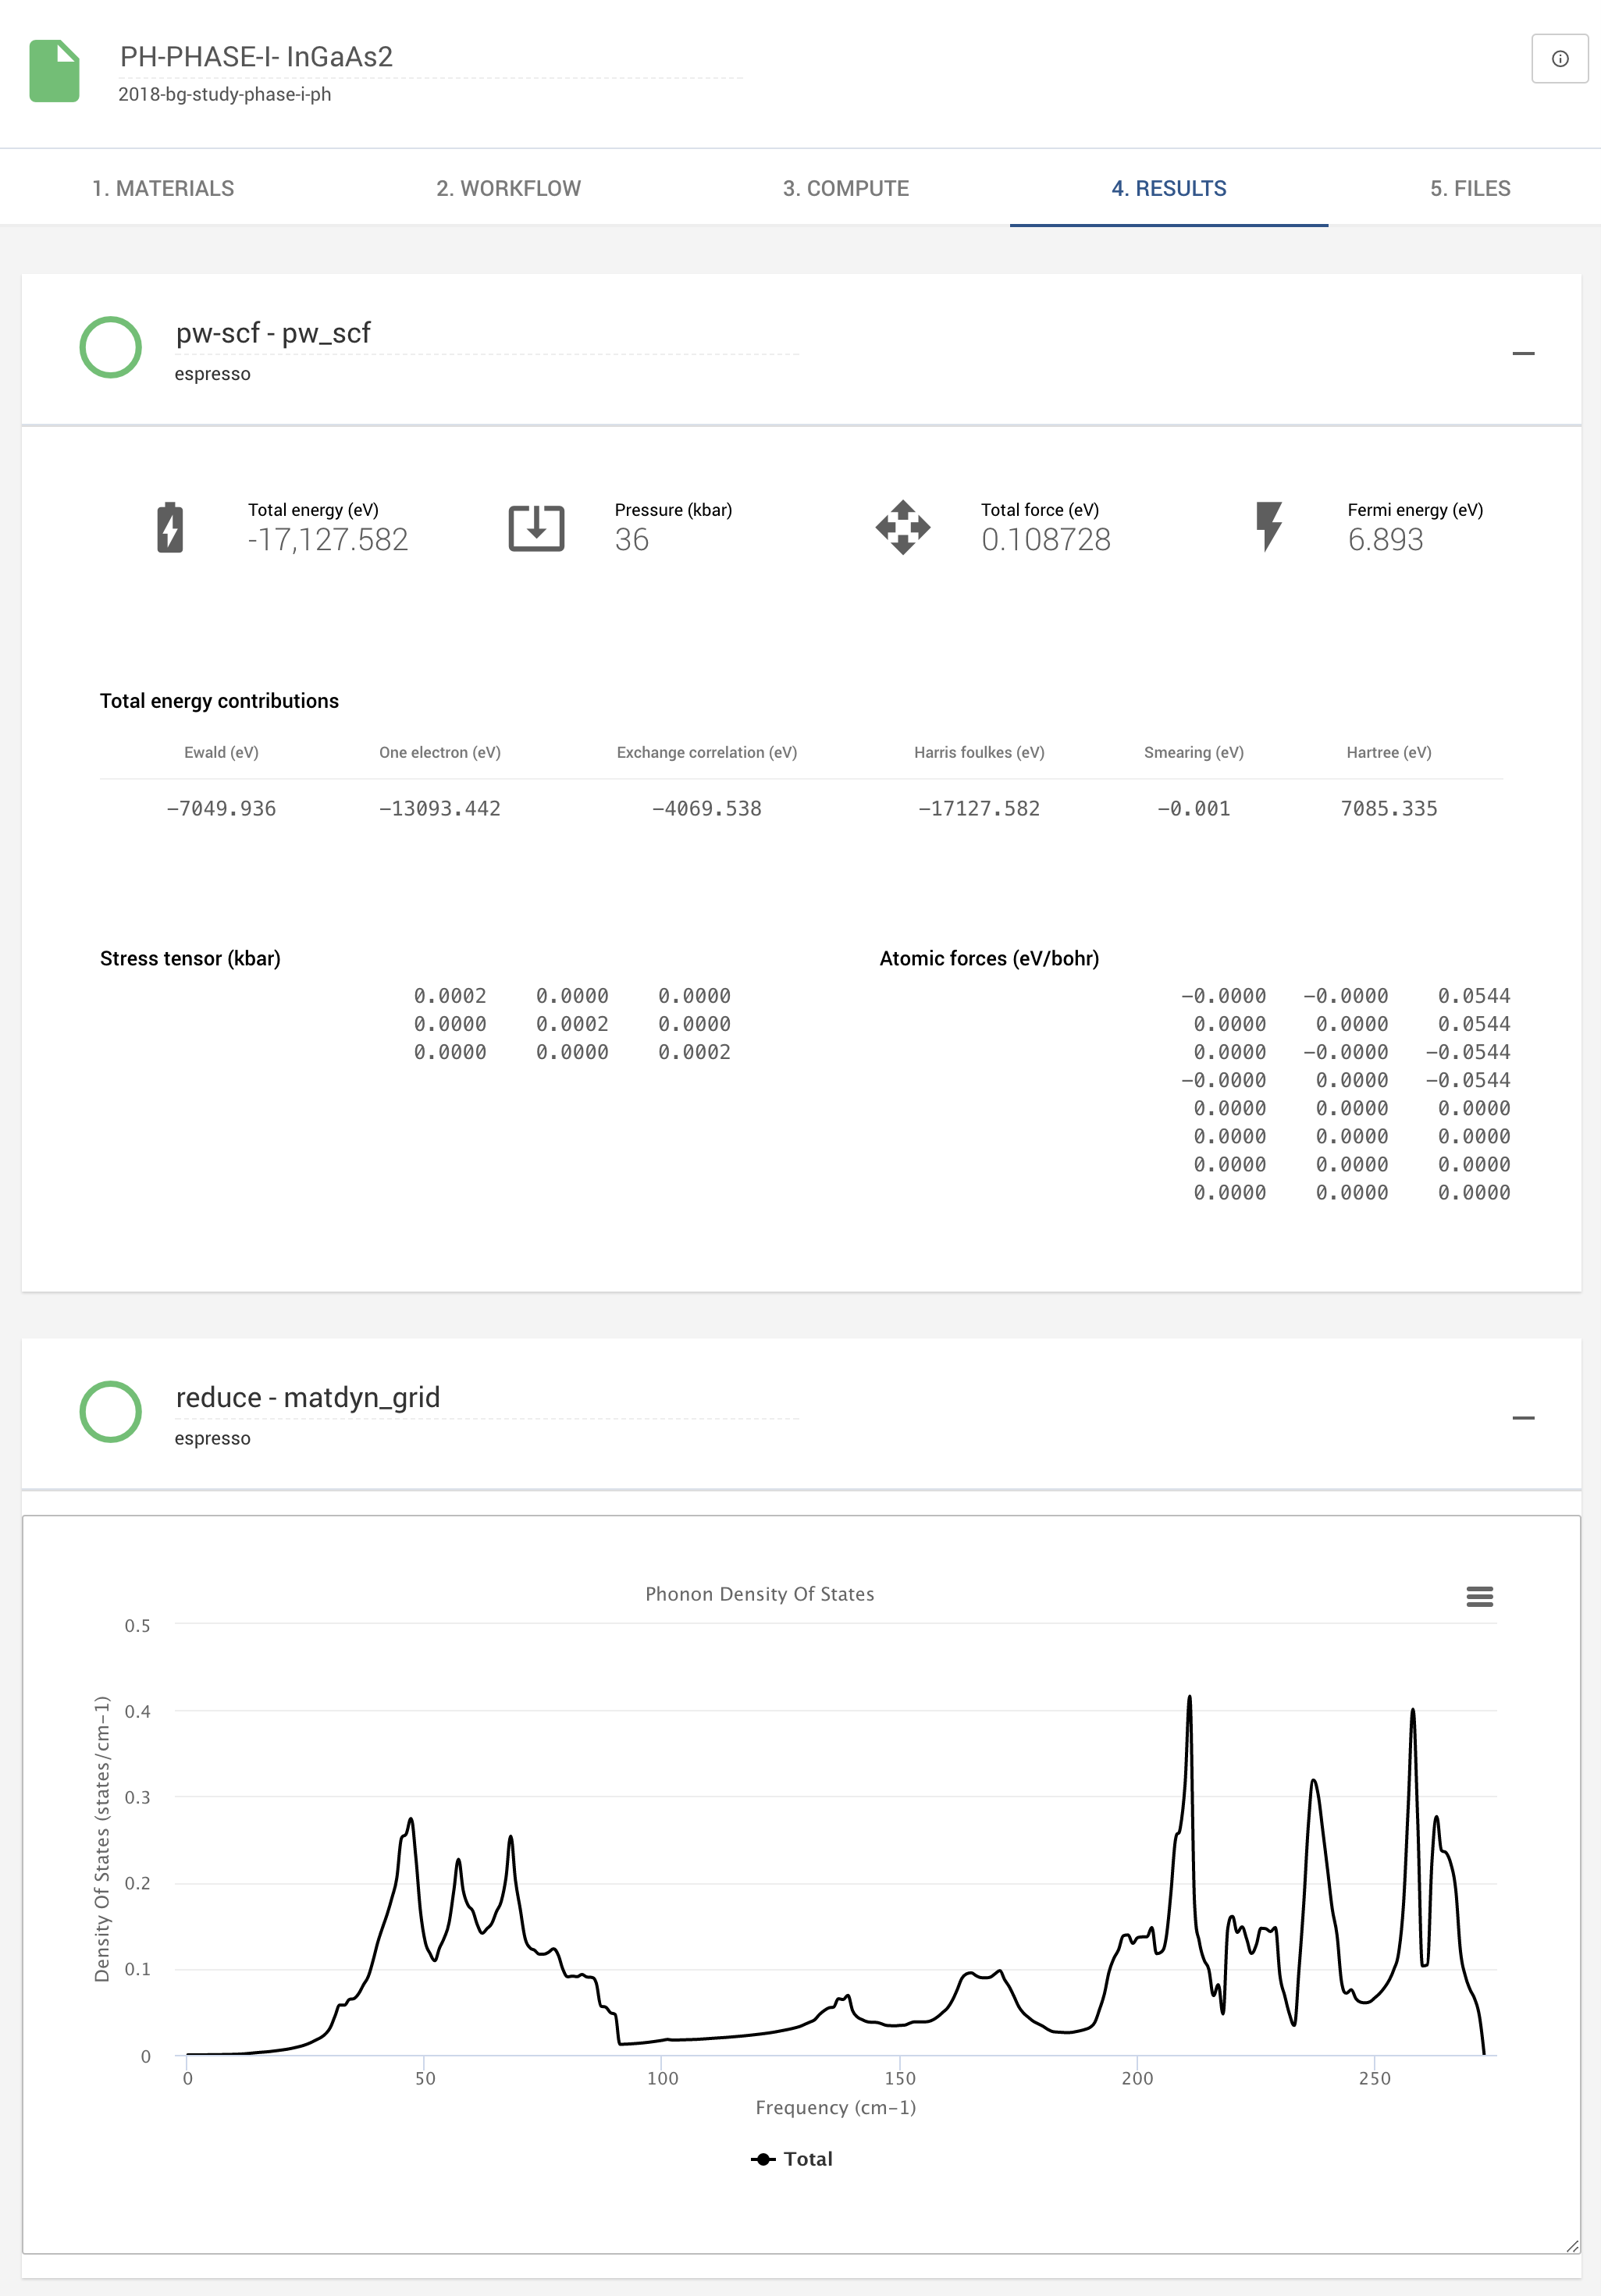 PH-PHASE-I- InGaAs2
2018-bg-study-phase-i-ph
1. MATERIALS 2. WORKFLOW 3. COMPUTE 4. RESULTS 5. FILES
pw-scf - pw_scf
espresso
Total energy (eV) Pressure (kbar) Total force (eV) Fermi energy (eV)
-17,127.582 36 0.108728 6.893
Total energy contributions
Ewald (eV) One electron (eV) Exchange correlation (eV) Harris foulkes (eV) Smearing (eV) Hartree (eV)
−7049.936 −13093.442 −4069.538 −17127.582 −0.001 7085.335
Stress tensor (kbar)
0.0002 0.0000 0.0000
0.0000 0.0002 0.0000
0.0000 0.0000 0.0002
Atomic forces (eV/bohr)
−0.0000 −0.0000 0.0544
0.0000 0.0000 0.0544
0.0000 −0.0000 −0.0544
−0.0000 0.0000 −0.0544
0.0000 0.0000 0.0000
0.0000 0.0000 0.0000
0.0000 0.0000 0.0000
0.0000 0.0000 0.0000
reduce - matdyn_grid
espresso
Phonon Density Of States
Density Of States (states/cm−1)
0.5
0.4
0.3
0.2
0.1
0
0 50 100 150 200 250
Frequency (cm−1)
Total